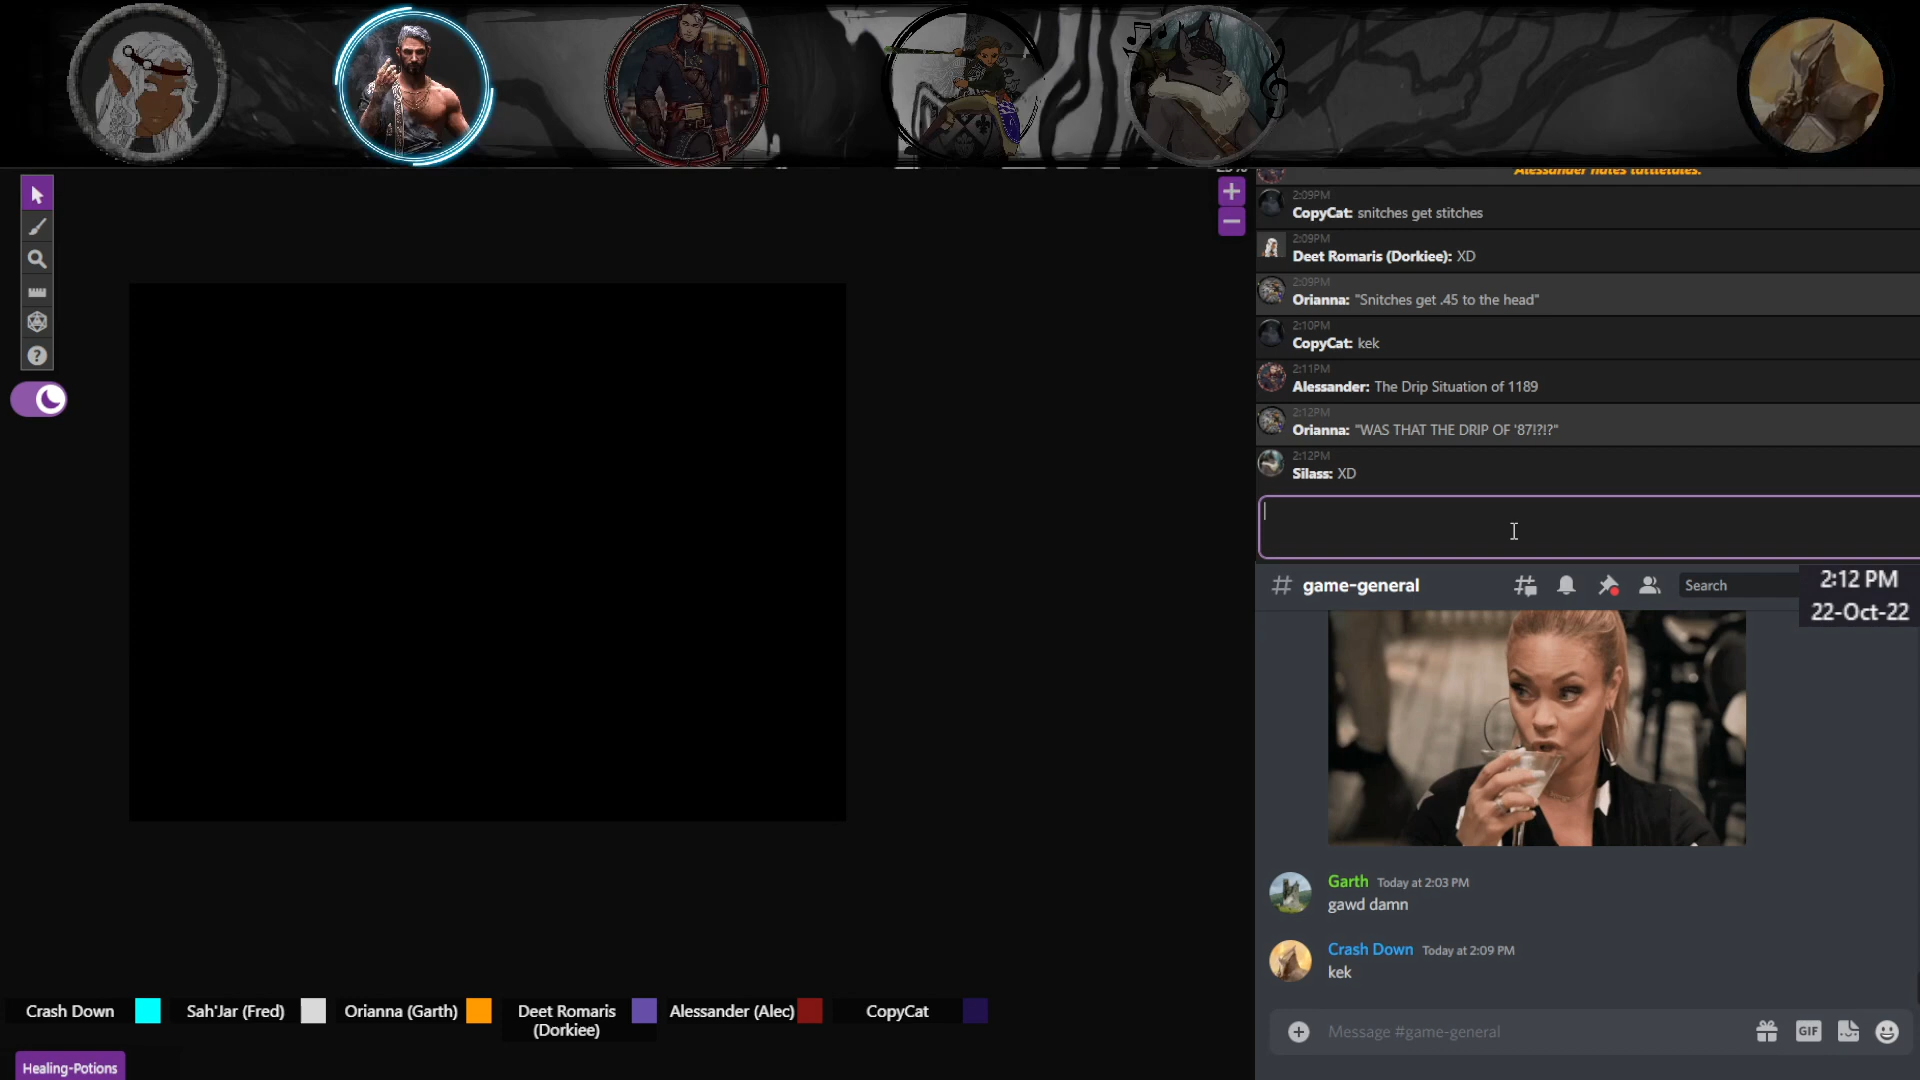 Alessander hates tattletales.
2:09PM
CopyCat: snitches get stitches
2:09PM
Deet Romaris (Dorkiee): XD
2:09PM
Orianna: "Snitches get .45 to the head"
2:10PM
CopyCat: kek
2:11PM
Alessander: The Drip Situation of 1189
2:12PM
Orianna: "WAS THAT THE DRIP OF '87!?!?"
2:12PM
Silass: XD
# game-general
Search
2:12 PM
22-Oct-22
Garth Today at 2:03 PM
gawd damn
Crash Down Today at 2:09 PM
kek
Message #game-general
GIF
Crash Down
Sah'Jar (Fred)
Orianna (Garth)
Deet Romaris
(Dorkiee)
Alessander (Alec)
CopyCat
Healing-Potions